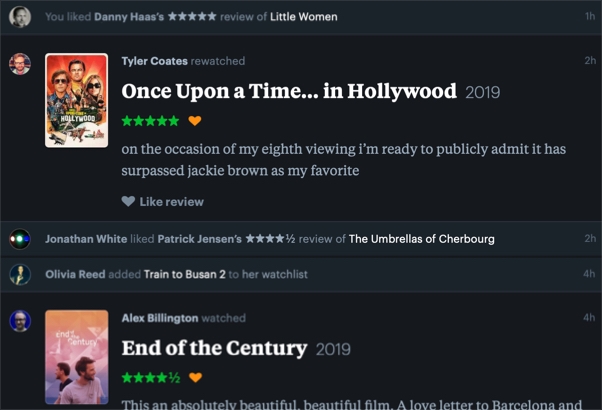 You liked Danny Haas's ★★★★★ review of Little Women 1h
Tyler Coates rewatched 2h
Once Upon a Time... in Hollywood 2019
HOLLYWOOD
★★★★★
on the occasion of my eighth viewing i'm ready to publicly admit it has
surpassed jackie brown as my favorite
Like review
Jonathan White liked Patrick Jensen's ★★★★½ review of The Umbrellas of Cherbourg 2h
Olivia Reed added Train to Busan 2 to her watchlist 4h
Alex Billington watched 4h
End of the Century
End of the Century 2019
★★★★½
This an absolutely beautiful, beautiful film. A love letter to Barcelona and